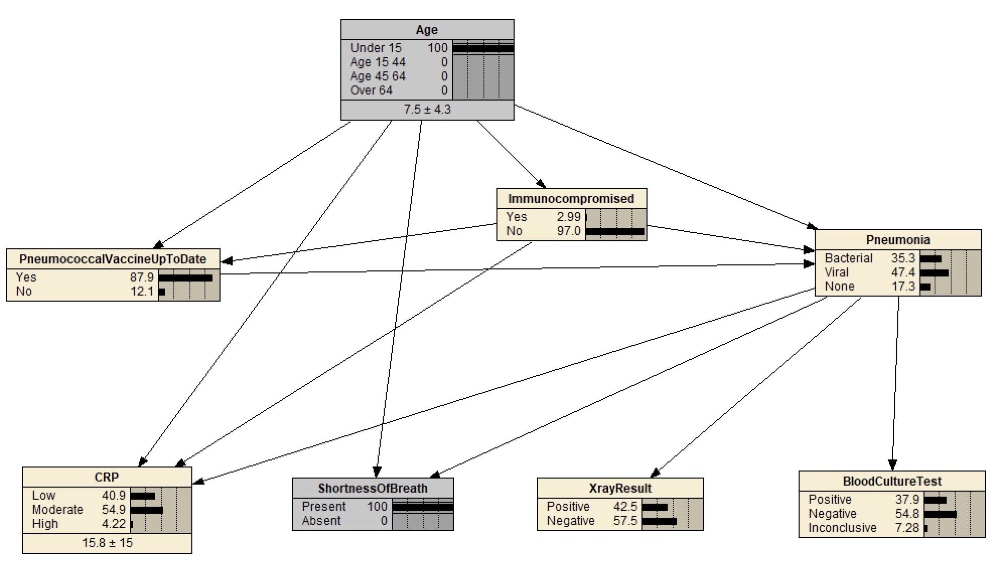 Age
Under 15 100
Age 15 44 0
Age 45 64 0
Over 64 0
7.5 ± 4.3
Immunocompromised
Yes 2.99
No 97.0
Pneumonia
Bacterial 35.3
Viral 47.4
None 17.3
PneumococcalVaccineUpToDate
Yes 87.9
No 12.1
CRP
Low 40.9
Moderate 54.9
High 4.22
15.8 ± 15
ShortnessOfBreath
Present 100
Absent 0
XrayResult
Positive 42.5
Negative 57.5
BloodCultureTest
Positive 37.9
Negative 54.8
Inconclusive 7.28